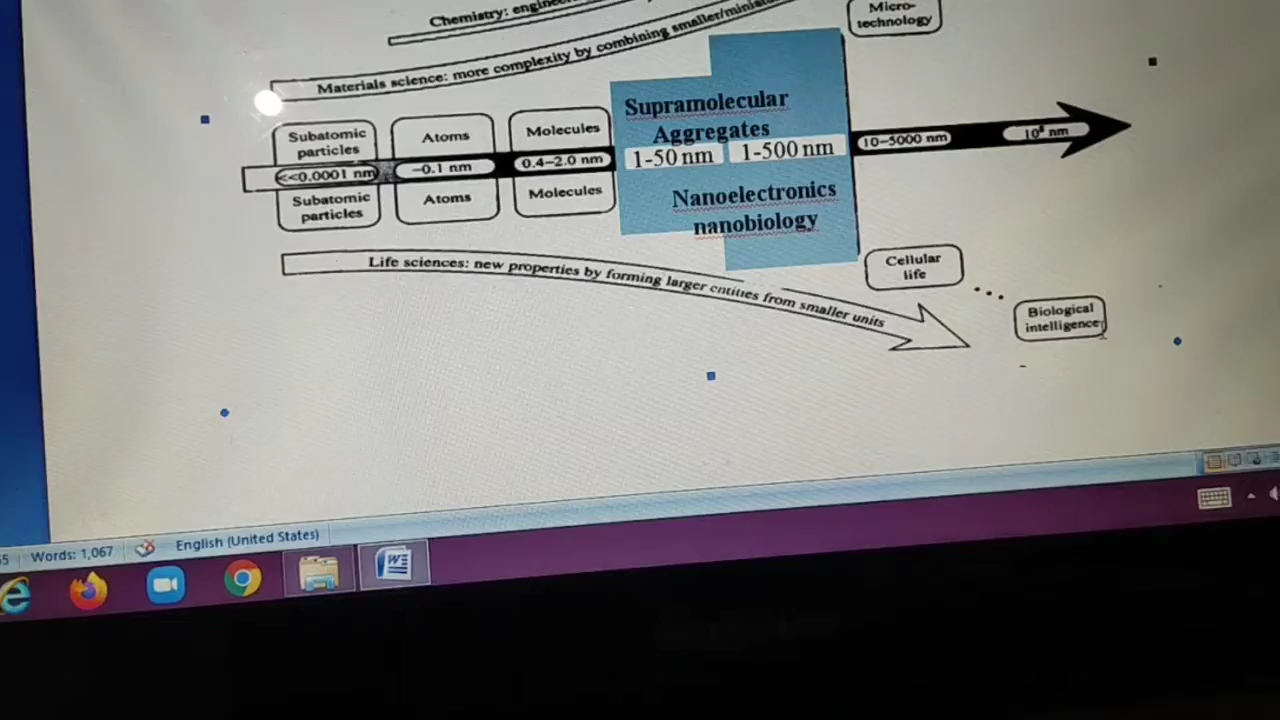 Chemistry:
Micro-
technology
Materials science: more complexity by combining smaller/minia
Supramolecular
Aggregates
1-50 nm
1-500 nm
Nanoelectronics
nanobiology
Subatomic
particles
Atoms
Molecules
<<0.0001 nm
~0.1 nm
0.4–2.0 nm
10–5000 nm
nm
Subatomic
particles
Atoms
Molecules
Life sciences: new properties by forming larger entities from smaller units
Cellular
life
Biological
intelligence
Words: 1,067
English (United States)